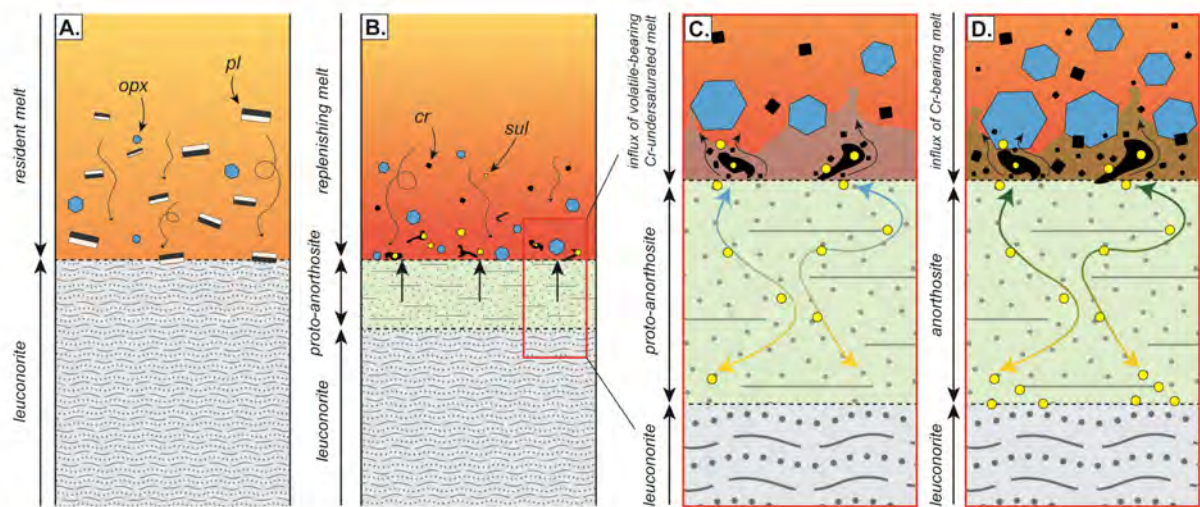 A.
resident melt
leuconorite
opx
pl
B.
replenishing melt
proto-anorthosite
leuconorite
cr
sul
C.
influx of volatile-bearing
Cr-undersaturated melt
proto-anorthosite
leuconorite
D.
influx of Cr-bearing melt
anorthosite
leuconorite